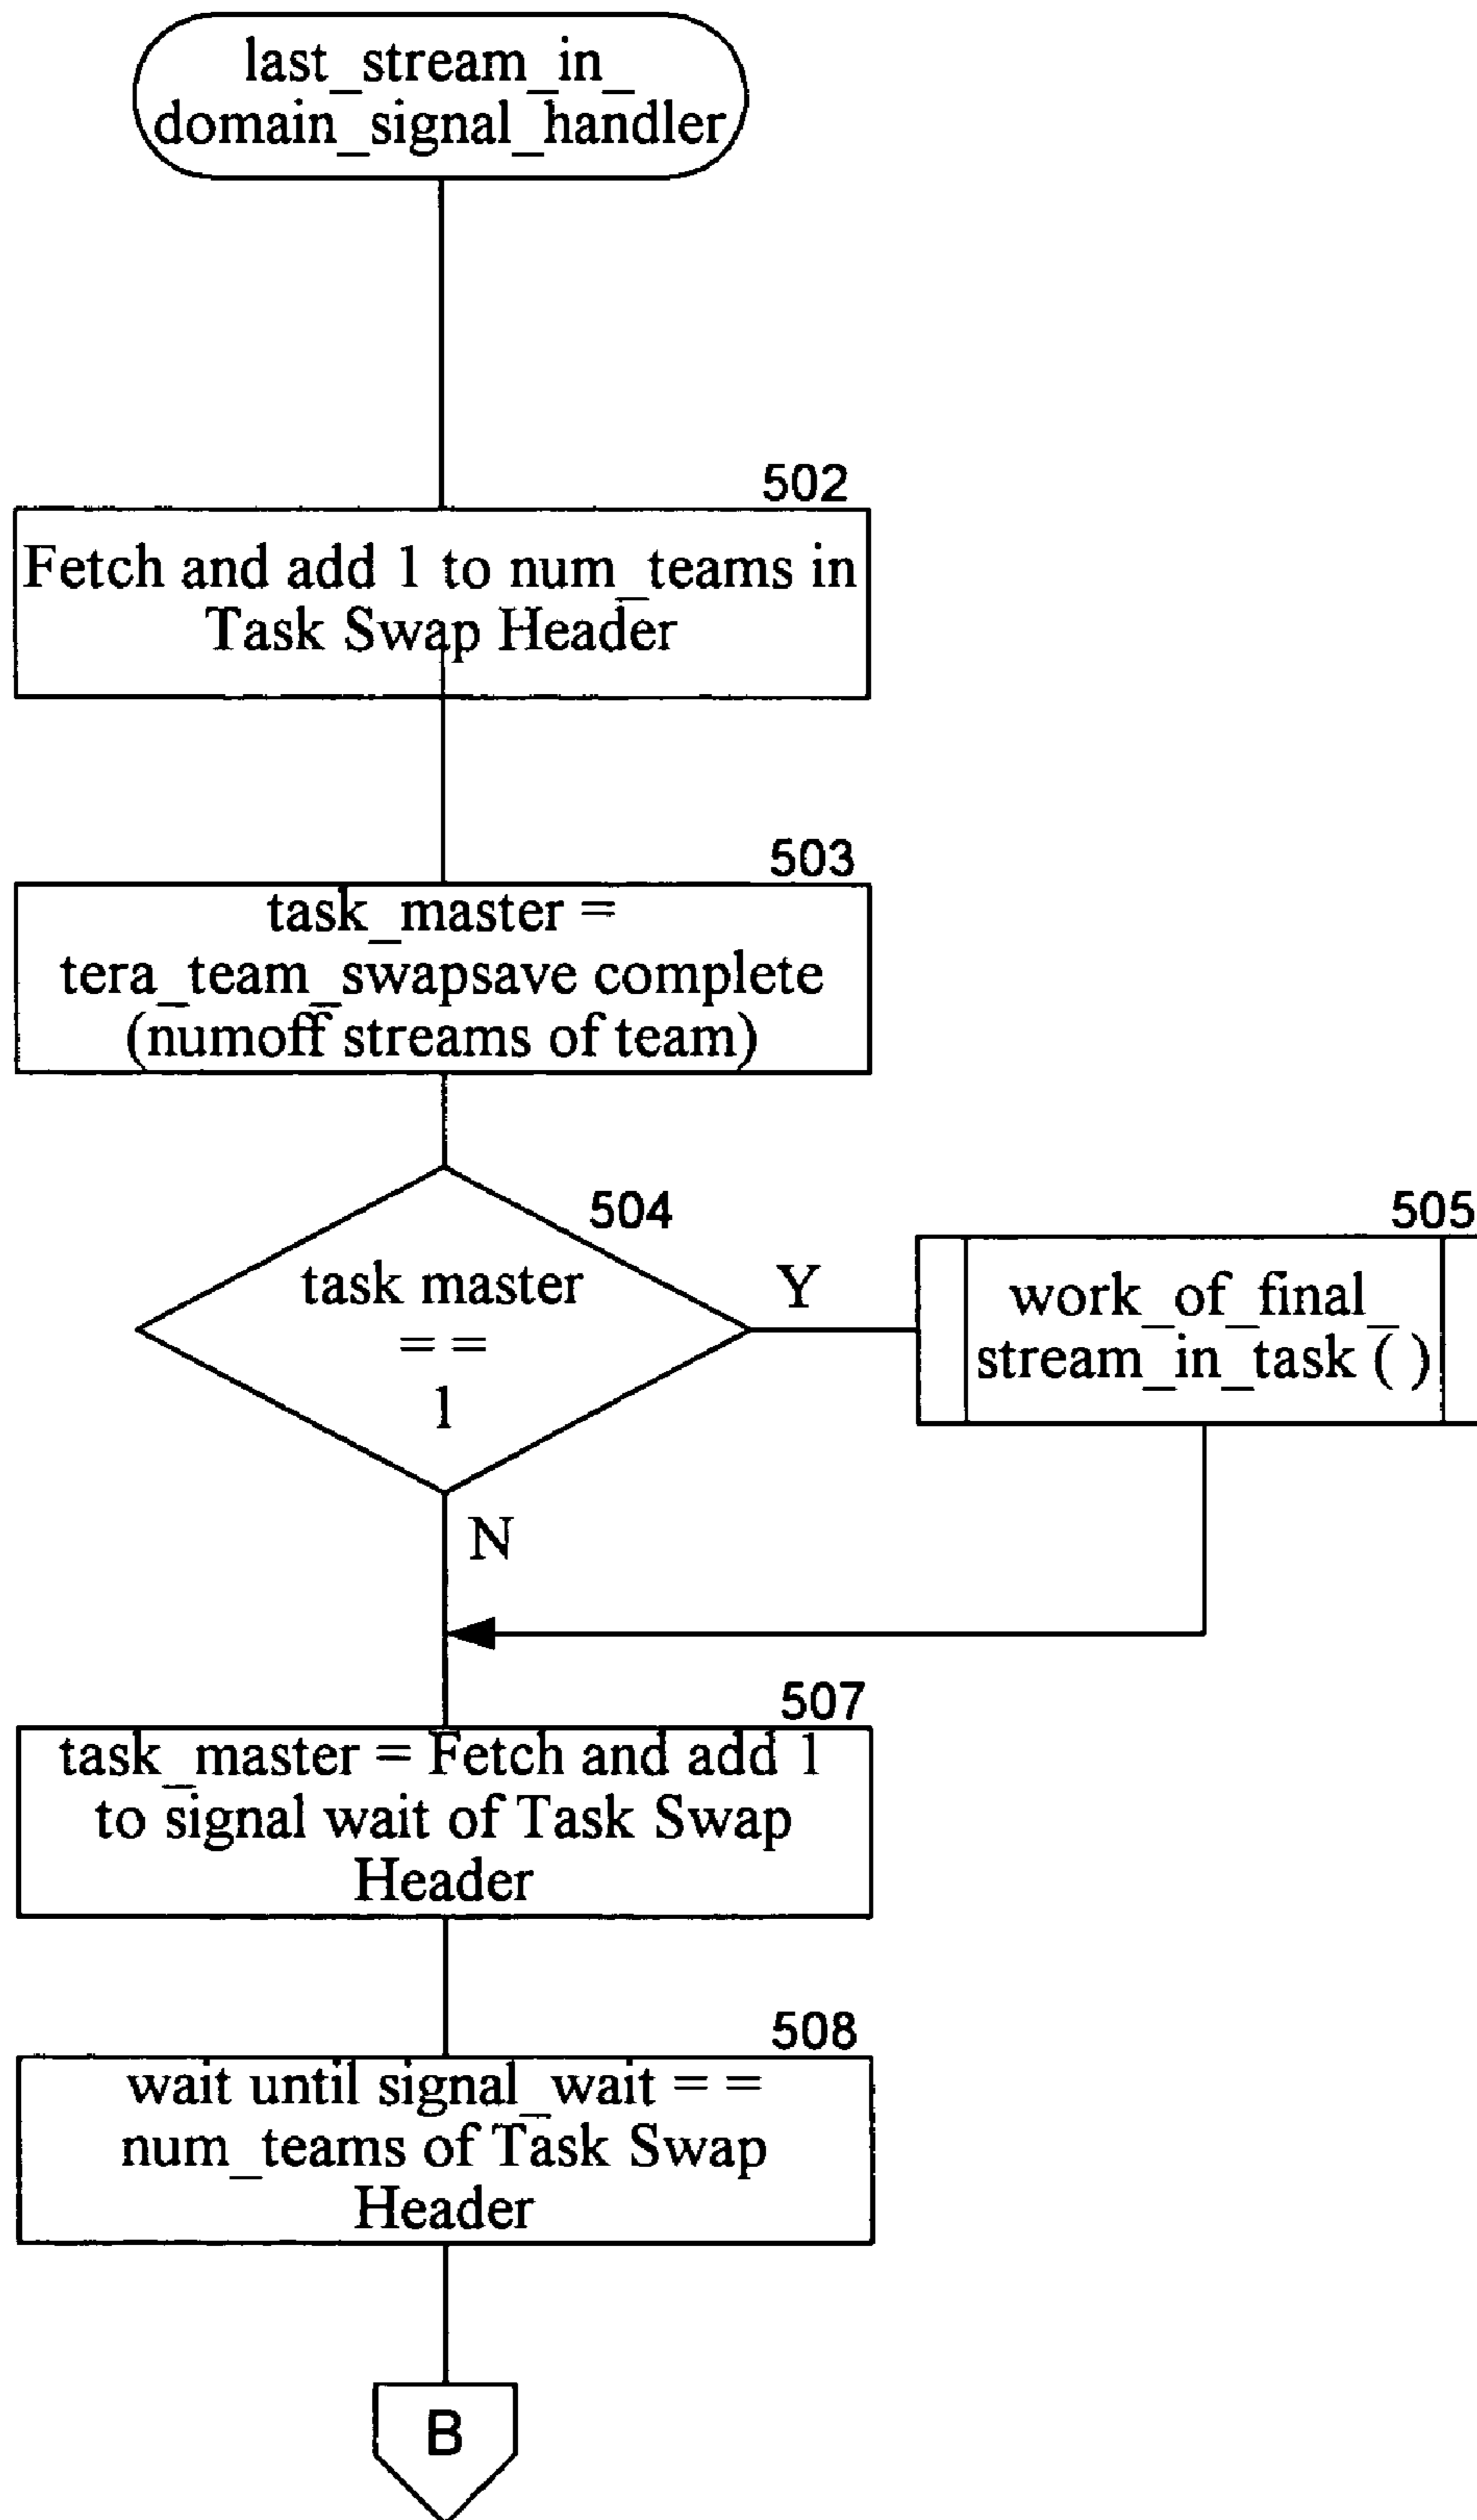 last_stream_in_
domain_signal_handler
502
Fetch and add 1 to num_teams in
Task Swap Header
503
task_master =
tera_team_swapsave complete
(numoff streams of team)
504
task master
= =
1
Y
505
work_of_final_
stream_in_task ( )
N
507
task_master = Fetch and add 1
to signal wait of Task Swap
Header
508
wait until signal_wait = =
num_teams of Task Swap
Header
B